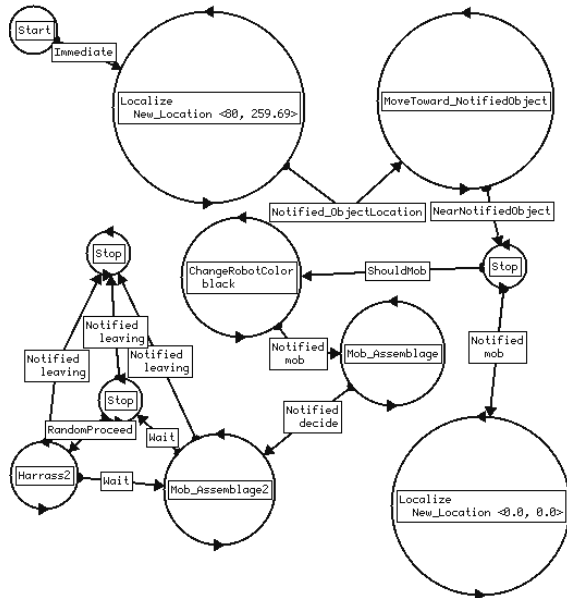 Start
Immediate
Localize
New_Location <80, 259.69>
MoveToward_NotifiedObject
Notified_ObjectLocation
NearNotifiedObject
Stop
ChangeRobotColor
black
ShouldMob
Stop
Notified
leaving
Notified
mob
Mob_Assemblage
Notified
mob
Notified
leaving
Notified
leaving
Stop
Notified
decide
RandomProceed
Wait
Harrass2
Wait
Mob_Assemblage2
Localize
New_Location <0.0, 0.0>